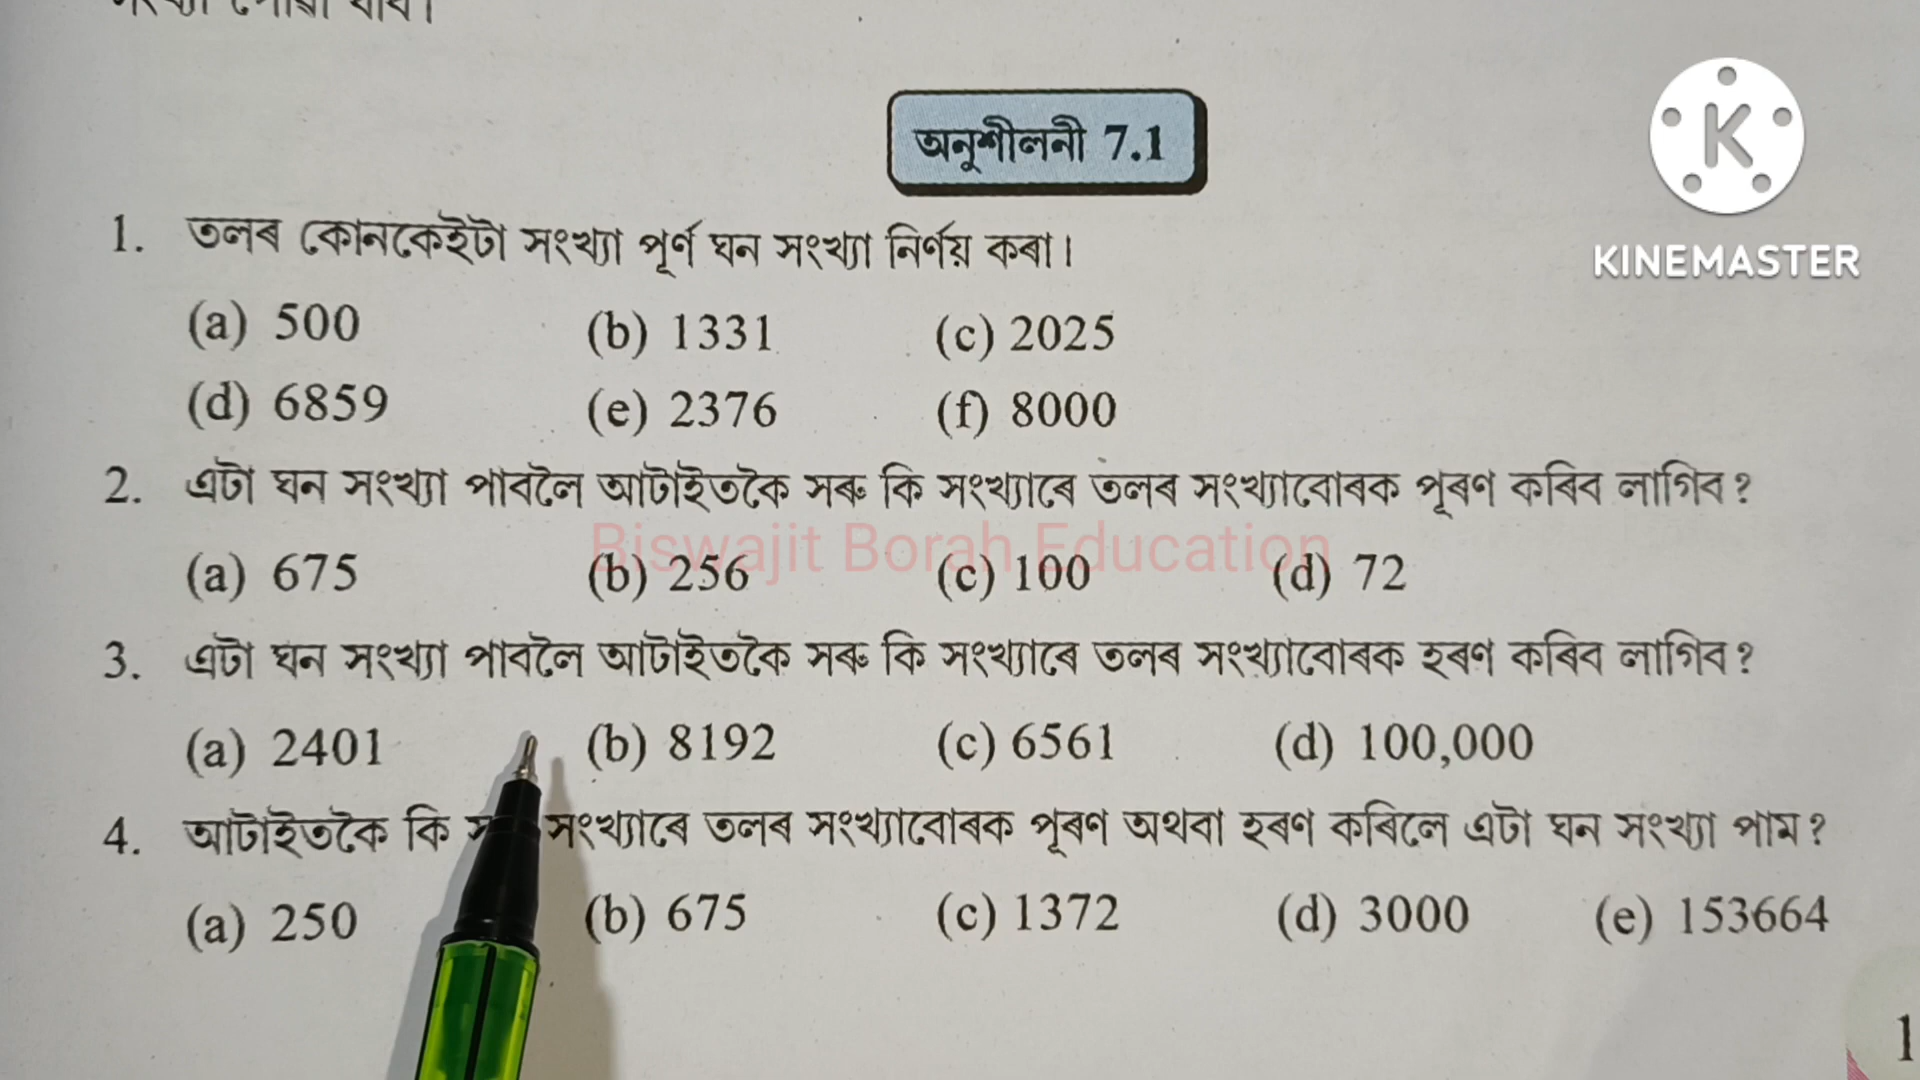 অনুশীলনী 7.1
K
KINEMASTER
1. তলৰ কোনকেইটা সংখ্যা পূৰ্ণ ঘন সংখ্যা নিৰ্ণয় কৰা।
(a) 500 (b) 1331 (c) 2025
(d) 6859 (e) 2376 (f) 8000
2. এটা ঘন সংখ্যা পাবলৈ আটাইতকৈ সৰু কি সংখ্যাৰে তলৰ সংখ্যাবোৰক পূৰণ কৰিব লাগিব?
Biswajit Borah Education
(a) 675 (b) 256 (c) 100 (d) 72
3. এটা ঘন সংখ্যা পাবলৈ আটাইতকৈ সৰু কি সংখ্যাৰে তলৰ সংখ্যাবোৰক হৰণ কৰিব লাগিব?
(a) 2401 (b) 8192 (c) 6561 (d) 100,000
4. আটাইতকৈ কি সংখ্যাৰে তলৰ সংখ্যাবোৰক পূৰণ অথবা হৰণ কৰিলে এটা ঘন সংখ্যা পাম?
(a) 250 (b) 675 (c) 1372 (d) 3000 (e) 153664